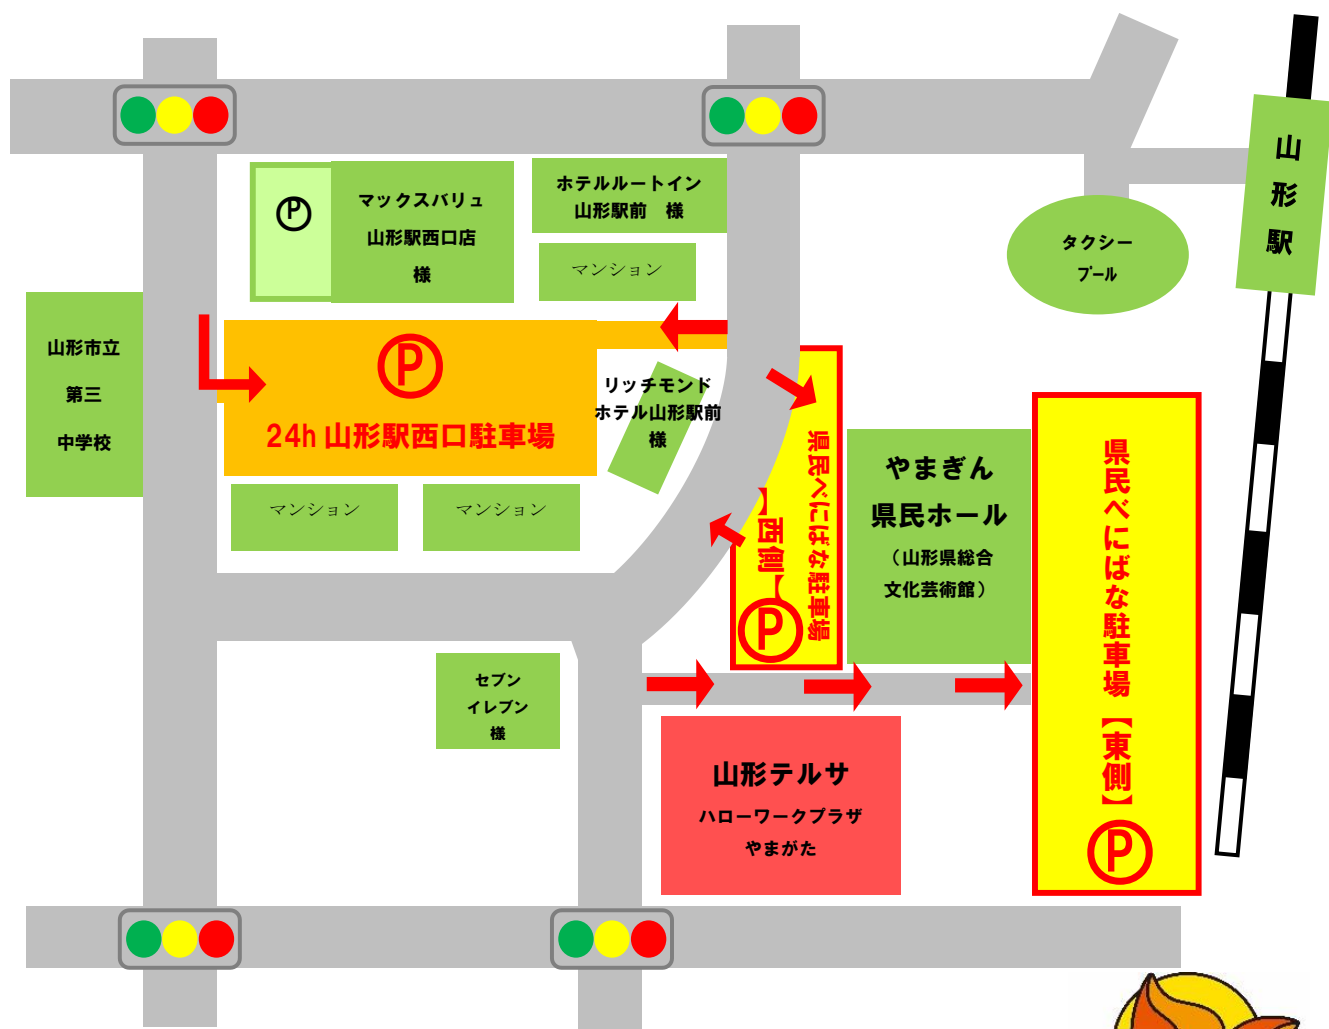 山形駅
Ⓟ
マックスバリュ
山形駅西口店
様
ホテルルートイン
山形駅前　様
マンション
タクシー
プール
山形市立
第三
中学校
Ⓟ
24h 山形駅西口駐車場
リッチモンド
ホテル山形駅前
様
マンション
マンション
県民べにばな駐車場
【西側】
Ⓟ
やまぎん
県民ホール
（山形県総合
文化芸術館）
県民べにばな駐車場【東側】
Ⓟ
セブン
イレブン
様
山形テルサ
ハローワークプラザ
やまがた